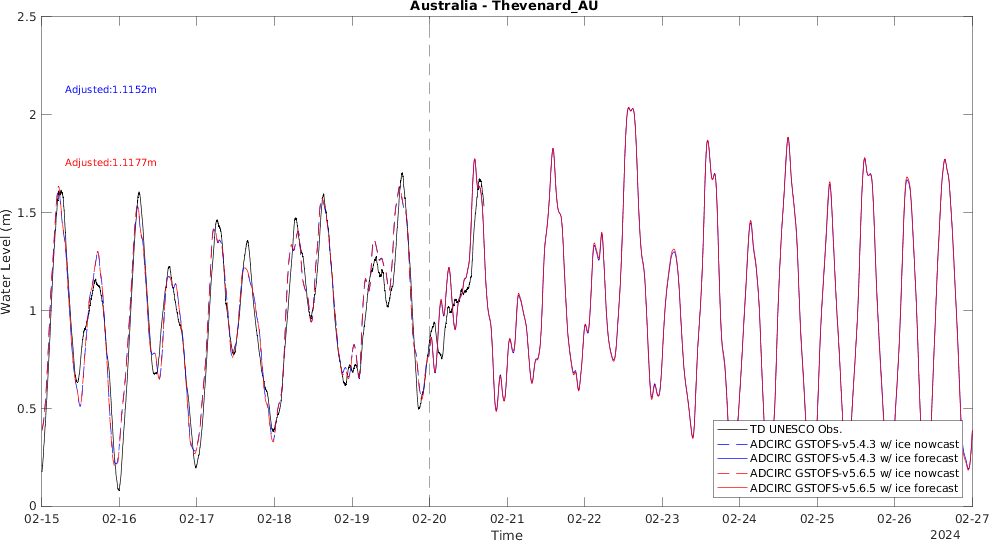 Australia - Thevenard_AU
2.5
2
1.5
1
0.5
0
Water Level (m)
Adjusted:1.1152m
Adjusted:1.1177m
TD UNESCO Obs.
ADCIRC GSTOFS-v5.4.3 w/ ice nowcast
ADCIRC GSTOFS-v5.4.3 w/ ice forecast
ADCIRC GSTOFS-v5.6.5 w/ ice nowcast
ADCIRC GSTOFS-v5.6.5 w/ ice forecast
02-15 02-16 02-17 02-18 02-19 02-20 02-21 02-22 02-23 02-24 02-25 02-26 02-27
Time
2024